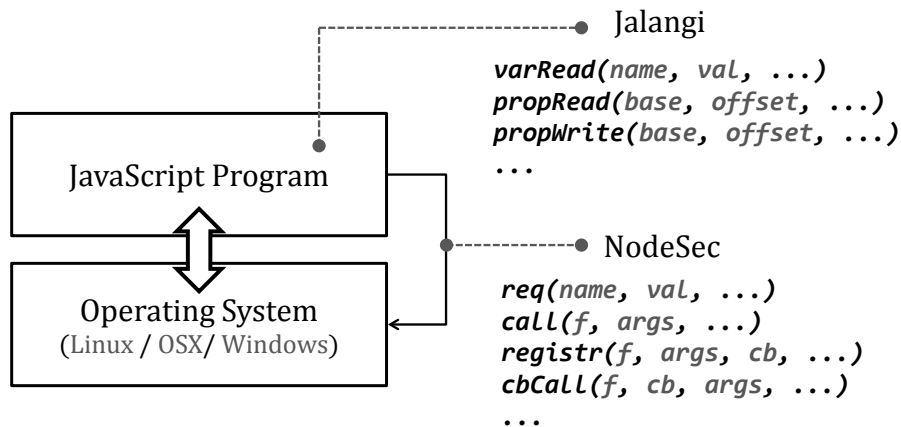 Jalangi
varRead(name, val, ...)
propRead(base, offset, ...)
propWrite(base, offset, ...)
...
JavaScript Program
Operating System
(Linux / OSX/ Windows)
NodeSec
req(name, val, ...)
call(f, args, ...)
registr(f, args, cb, ...)
cbCall(f, cb, args, ...)
...